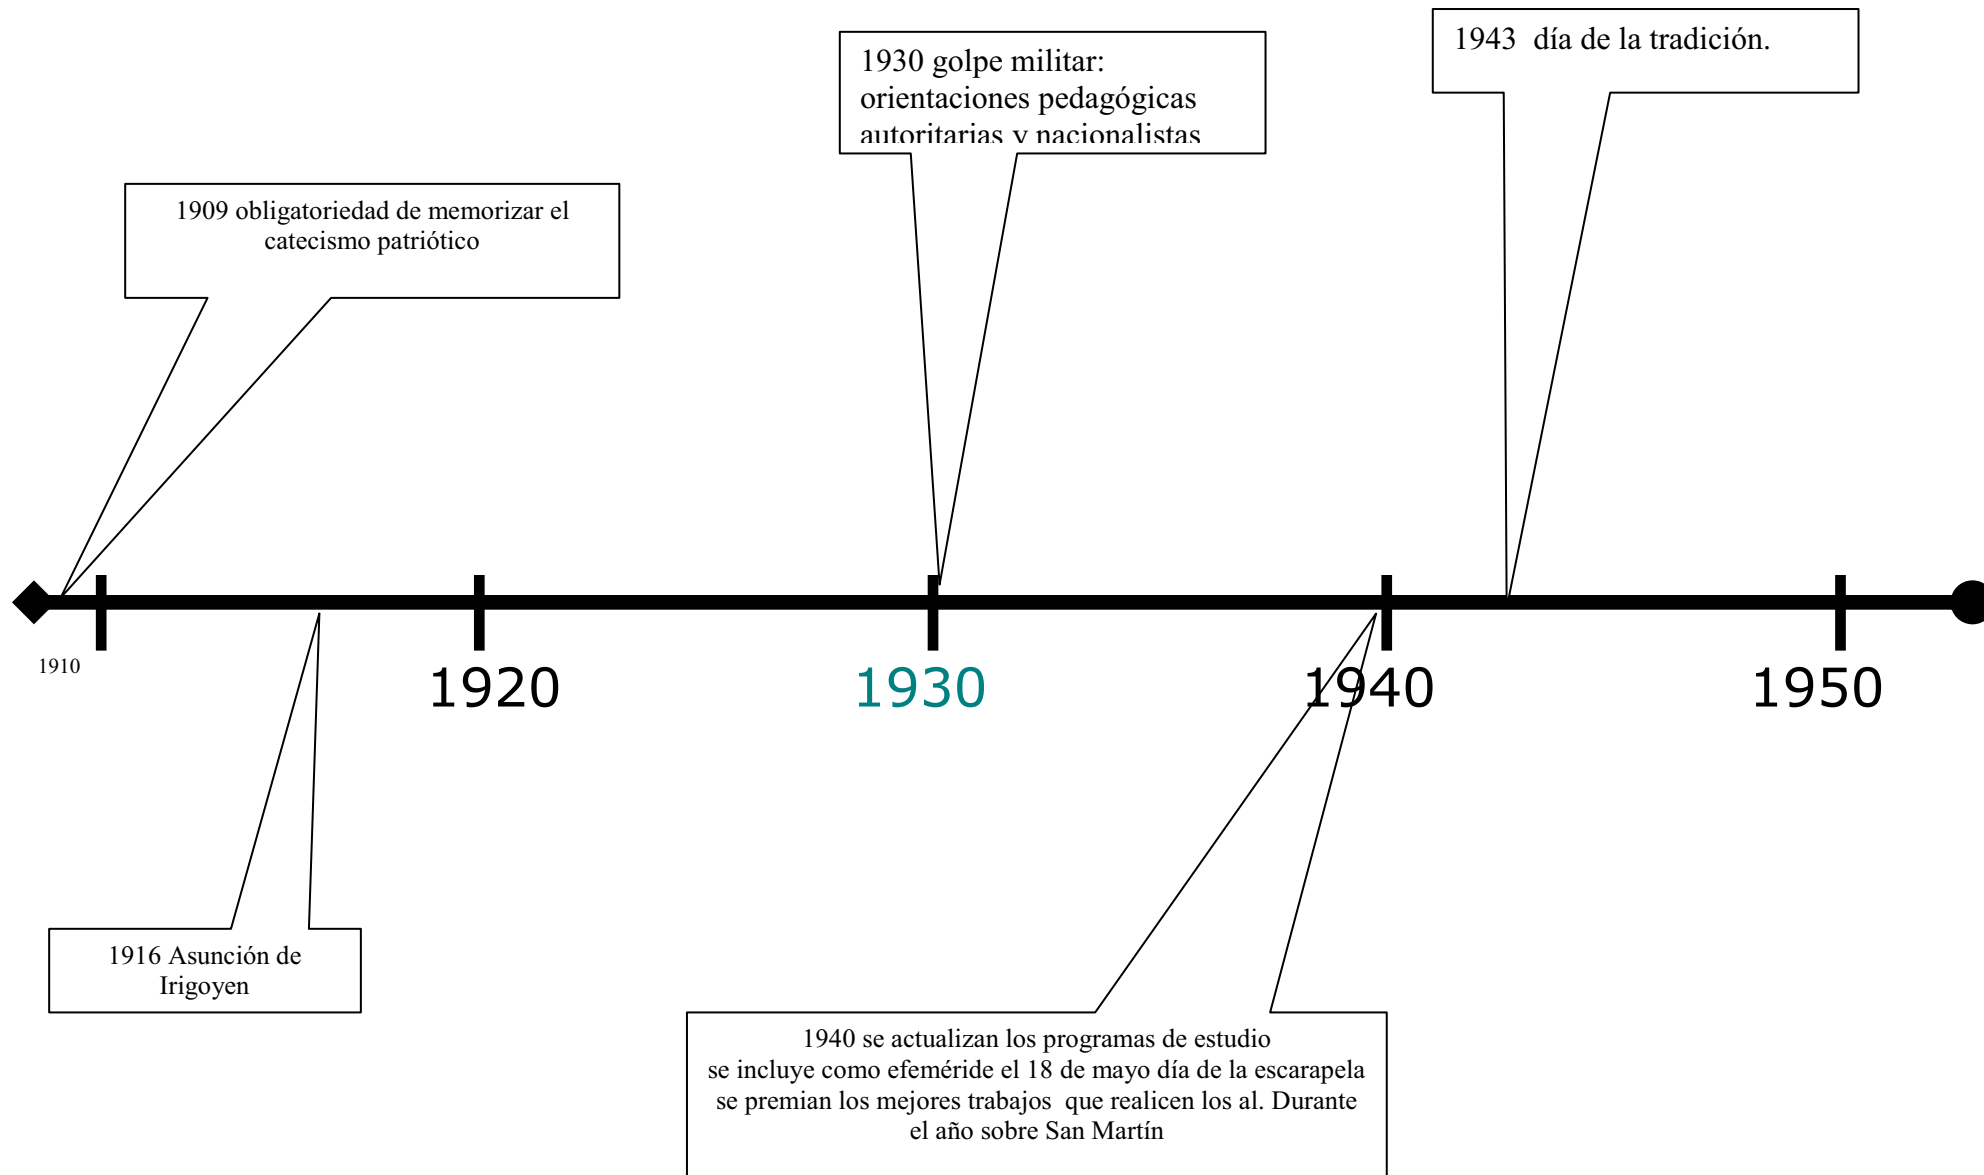 1943 día de la tradición.
1930 golpe militar:
orientaciones pedagógicas
autoritarias y nacionalistas
1909 obligatoriedad de memorizar el
catecismo patriótico
1910
1920
1930
1940
1950
1916 Asunción de
Irigoyen
1940 se actualizan los programas de estudio
se incluye como efeméride el 18 de mayo día de la escarapela
se premian los mejores trabajos que realicen los al. Durante
el año sobre San Martín